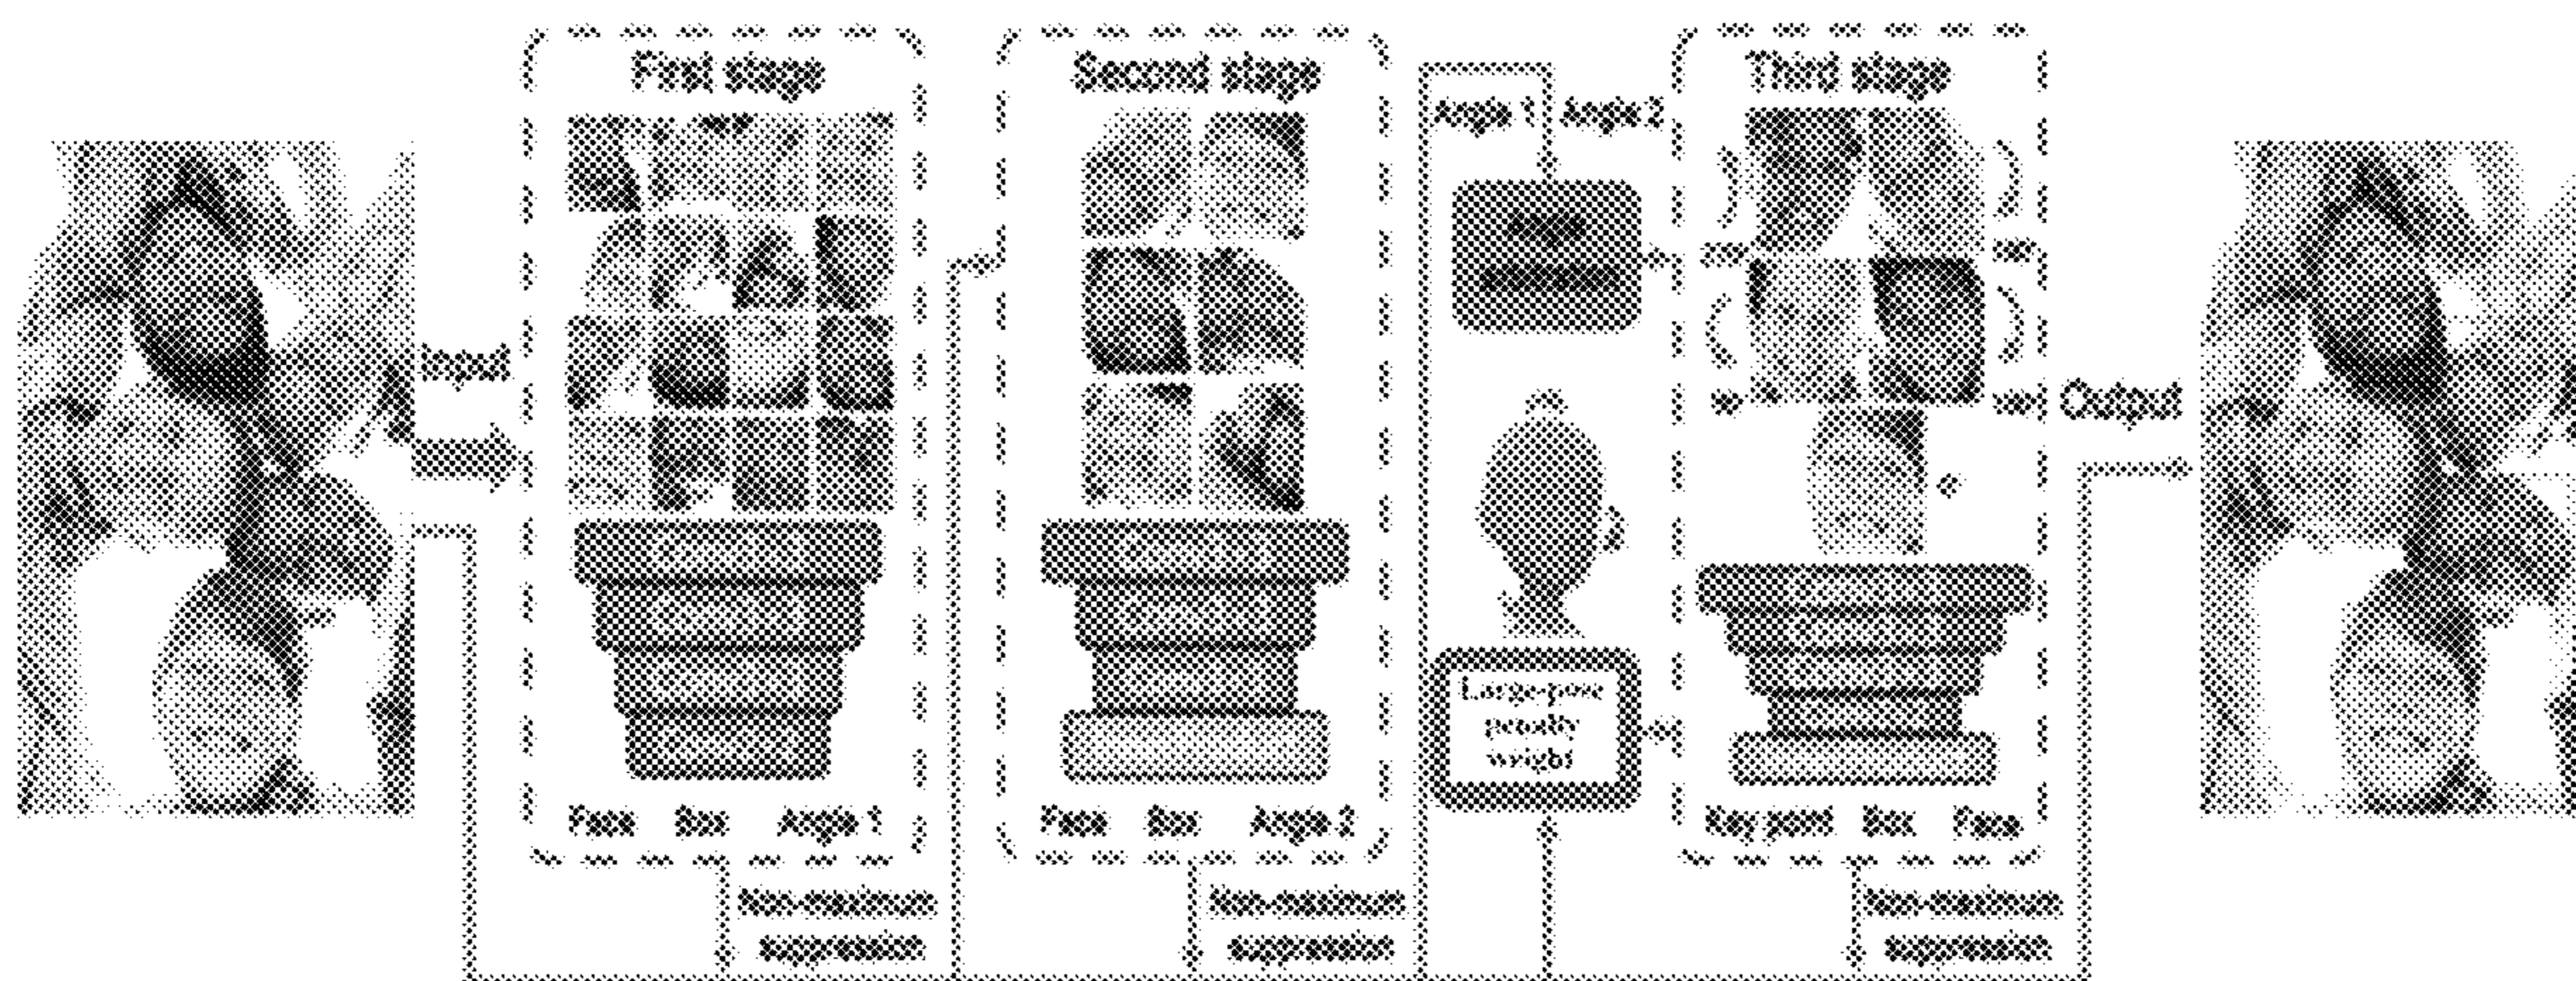 First stage
Second stage
Third stage
Angle 1
Angle 2
Input
Output
Large-pose
penalty
weight
Face Box Angle 1
Face Box Angle 2
Key point Box Face
Non-maximum
suppression
Non-maximum
suppression
Non-maximum
suppression